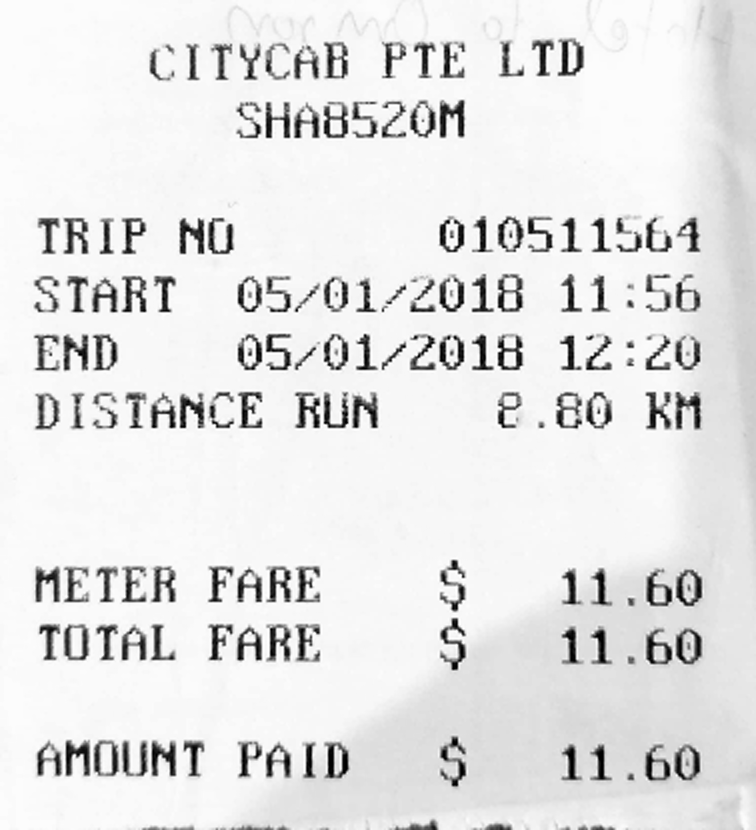 CITYCAB PTE LTD
SHA8520M
TRIP NO 010511564
START 05/01/2018 11:56
END 05/01/2018 12:20
DISTANCE RUN 8.80 KM
METER FARE $ 11.60
TOTAL FARE $ 11.60
AMOUNT PAID $ 11.60